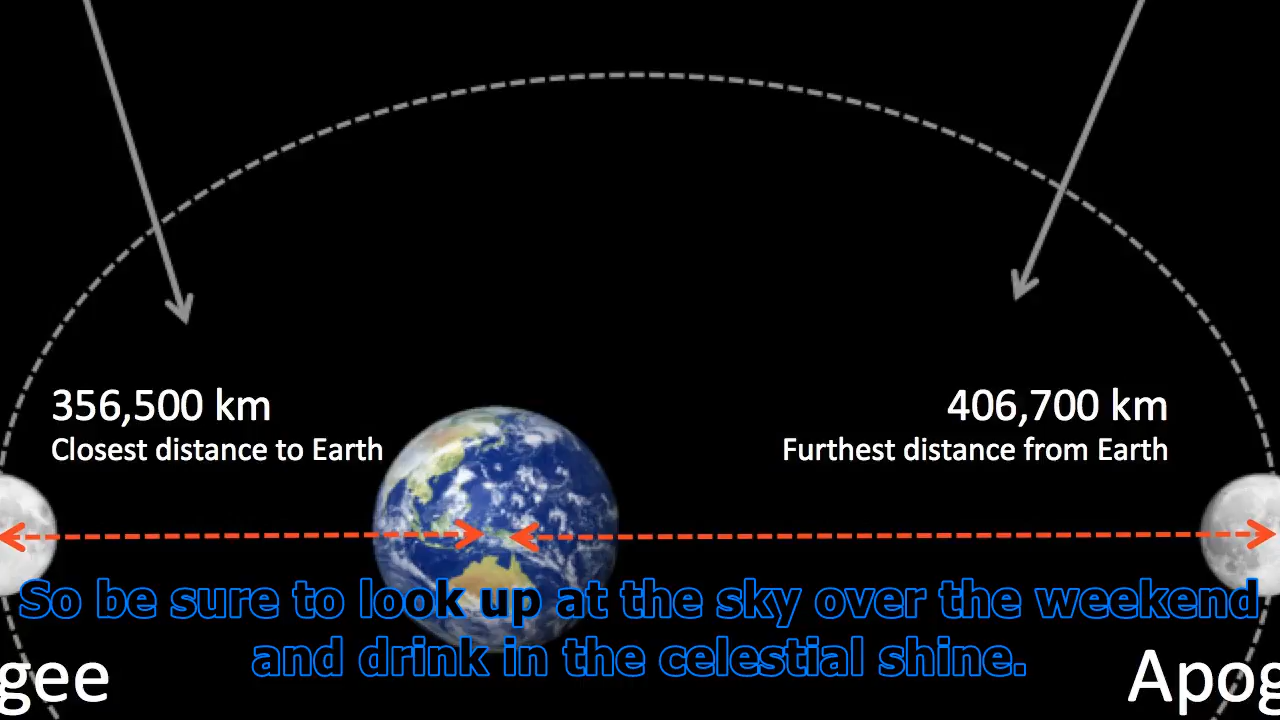 356,500 km
Closest distance to Earth
406,700 km
Furthest distance from Earth
So be sure to look up at the sky over the weekend
and drink in the celestial shine.
gee
Apog